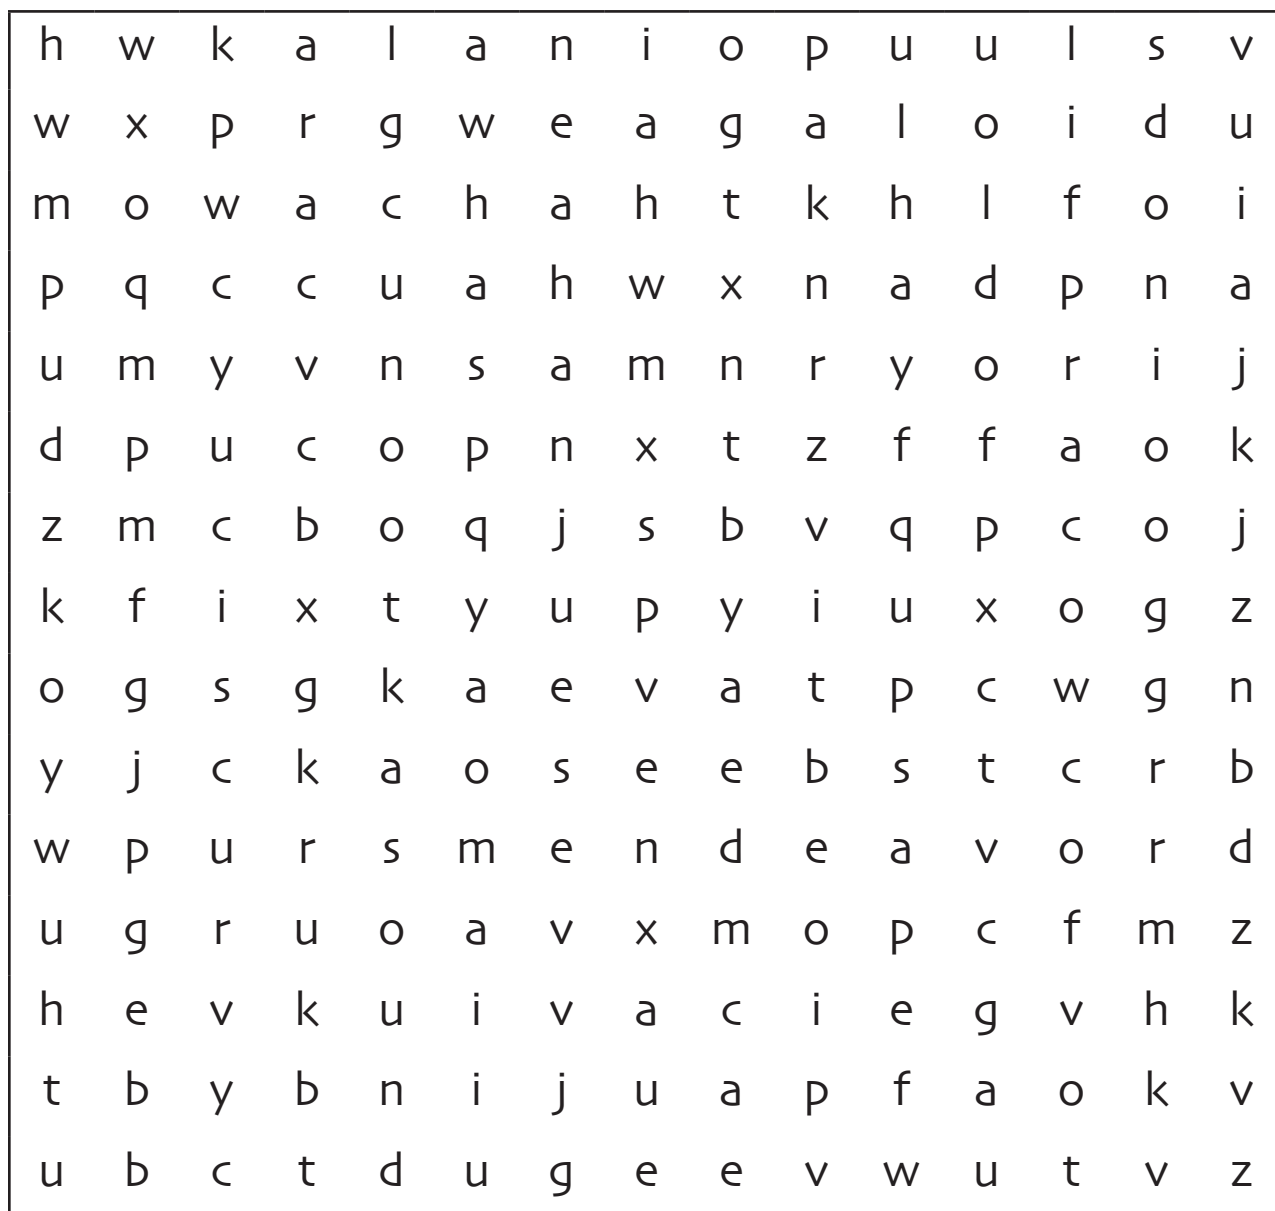 h w k a l a n i o p u u l s v
w x p r g w e a g a l o i d u
m o w a c h a h t k h l f o i
p q c c u a h w x n a d p n a
u m y v n s a m n r y o r i j
d p u c o p n x t z f f a o k
z m c b o q j s b v q p c o j
k f i x t y u p y i u x o g z
o g s g k a e v a t p c w g n
y j c k a o s e e b s t c r b
w p u r s m e n d e a v o r d
u g r u o a v x m o p c f m z
h e v k u i v a c i e g v h k
t b y b n i j u a p f a o k v
u b c t d u g e e v w u t v z